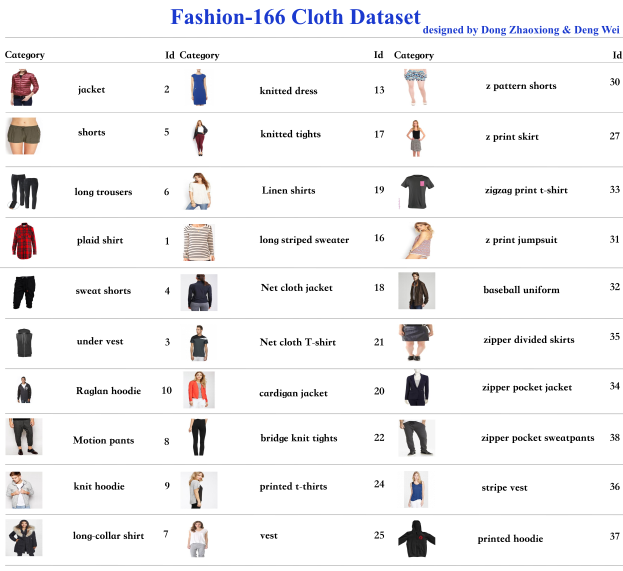 Fashion-166 Cloth Dataset
designed by Dong Zhaoxiong & Deng Wei
Category Id Category Id Category Id
jacket 2 knitted dress 13 z pattern shorts 30
shorts 5 knitted tights 17 z print skirt 27
long trousers 6 Linen shirts 19 zigzag print t-shirt 33
plaid shirt 1 long striped sweater 16 z print jumpsuit 31
sweat shorts 4 Net cloth jacket 18 baseball uniform 32
under vest 3 Net cloth T-shirt 21 zipper divided skirts 35
Raglan hoodie 10 cardigan jacket 20 zipper pocket jacket 34
Motion pants 8 bridge knit tights 22 zipper pocket sweatpants 38
knit hoodie 9 printed t-thirts 24 stripe vest 36
long-collar shirt 7 vest 25 printed hoodie 37